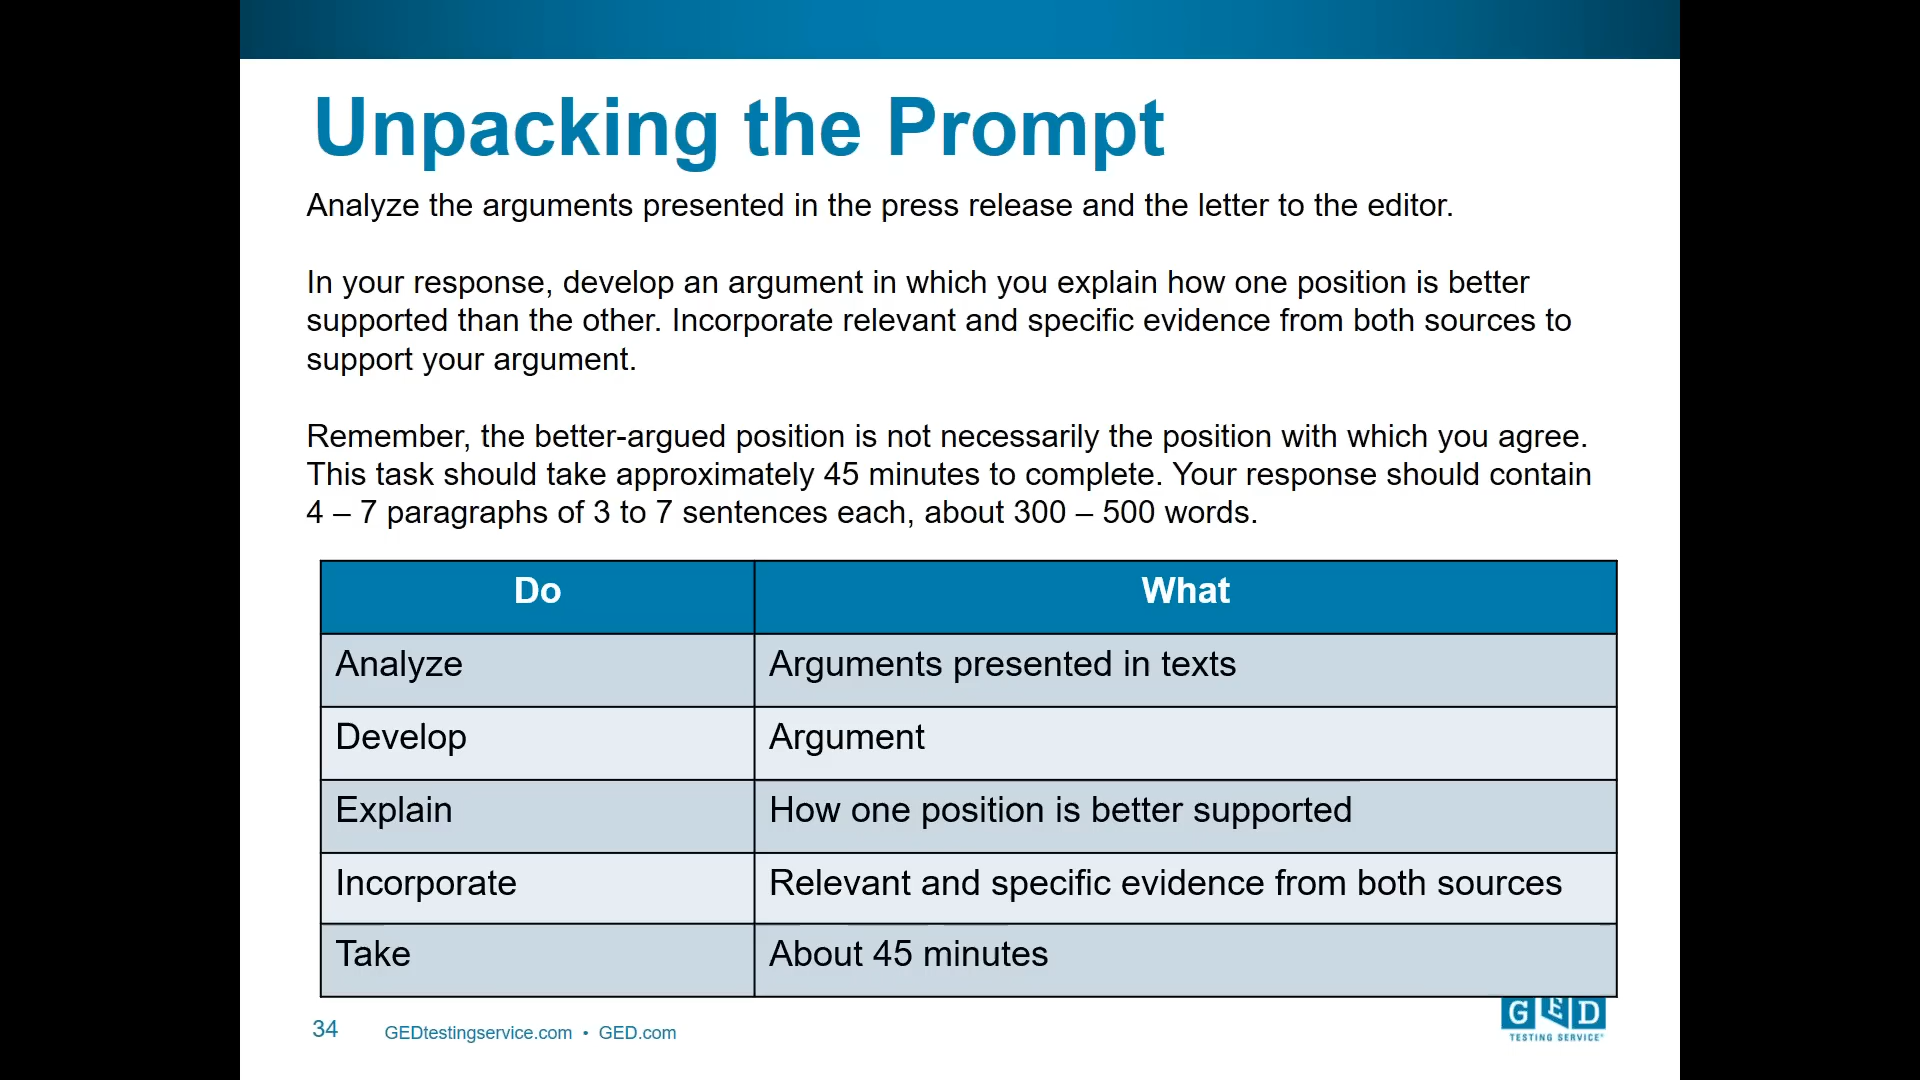 Unpacking the Prompt
Analyze the arguments presented in the press release and the letter to the editor.
In your response, develop an argument in which you explain how one position is better
supported than the other. Incorporate relevant and specific evidence from both sources to
support your argument.
Remember, the better-argued position is not necessarily the position with which you agree.
This task should take approximately 45 minutes to complete. Your response should contain
4 – 7 paragraphs of 3 to 7 sentences each, about 300 – 500 words.
Do What
Analyze Arguments presented in texts
Develop Argument
Explain How one position is better supported
Incorporate Relevant and specific evidence from both sources
Take About 45 minutes
34 GEDtestingservice.com • GED.com
GED
TESTING SERVICE®